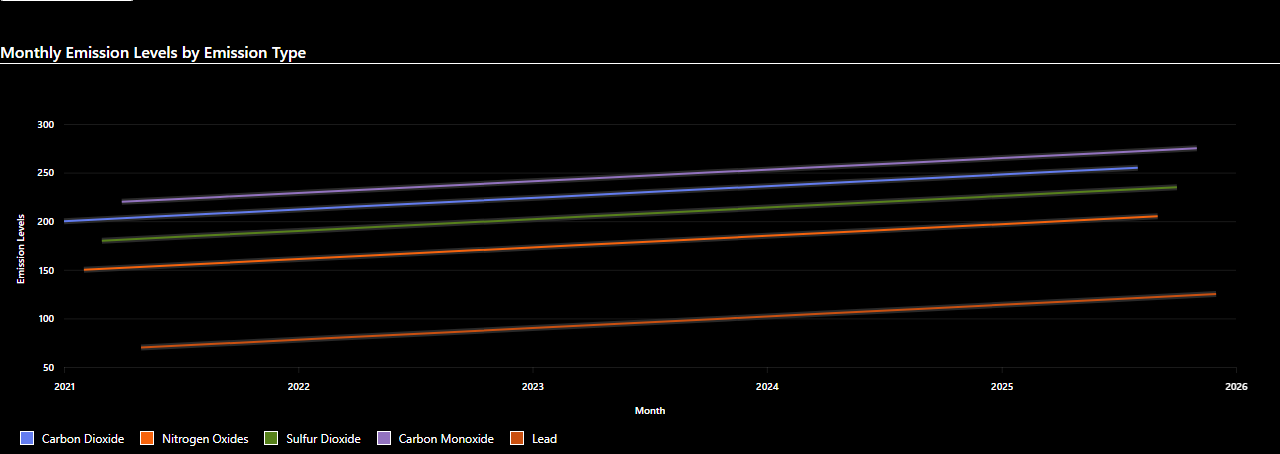 Monthly Emission Levels by Emission Type
300
250
200
150
100
50
Emission Levels
2021 2022 2023 2024 2025 2026
Month
Carbon Dioxide Nitrogen Oxides Sulfur Dioxide Carbon Monoxide Lead